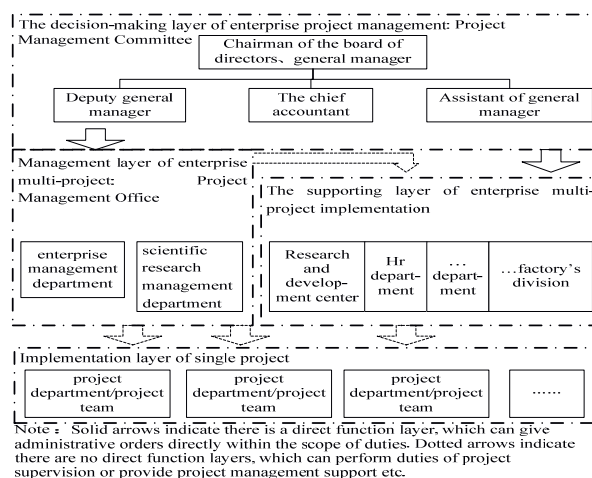 The decision-making layer of enterprise project management: Project
Management Committee
Chairman of the board of
directors、general manager
Deputy general
manager
The chief
accountant
Assistant of general
manager
Management layer of enterprise
multi-project: Project
Management Office
enterprise
management
department
scientific
research
management
department
The supporting layer of enterprise multi-
project implementation
Research
and
develop-
ment center
Hr
depart-
ment
…
depart-
ment
…factory's
division
Implementation layer of single project
project
department/project
team
project
department/project
team
project
department/project
team
……
Note： Solid arrows indicate there is a direct function layer, which can give
administrative orders directly within the scope of duties. Dotted arrows indicate
there are no direct function layers, which can perform duties of project
supervision or provide project management support etc.